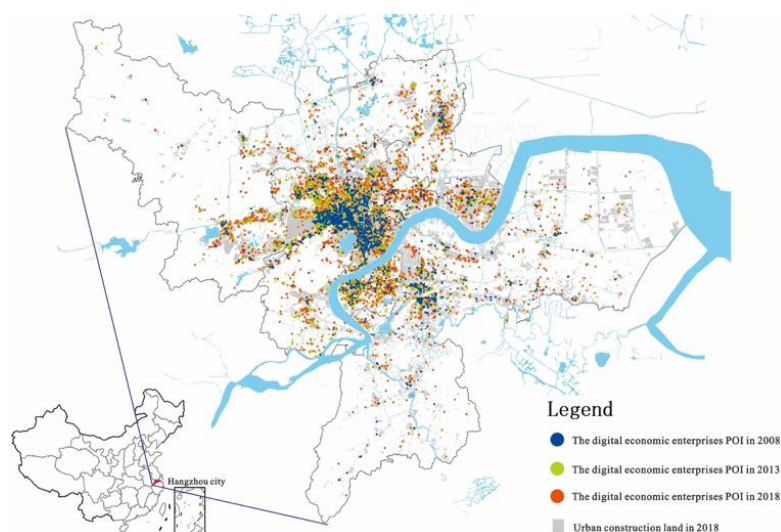 Legend
The digital economic enterprises POI in 2008
The digital economic enterprises POI in 2013
The digital economic enterprises POI in 2018
Urban construction land in 2018
Hangzhou city